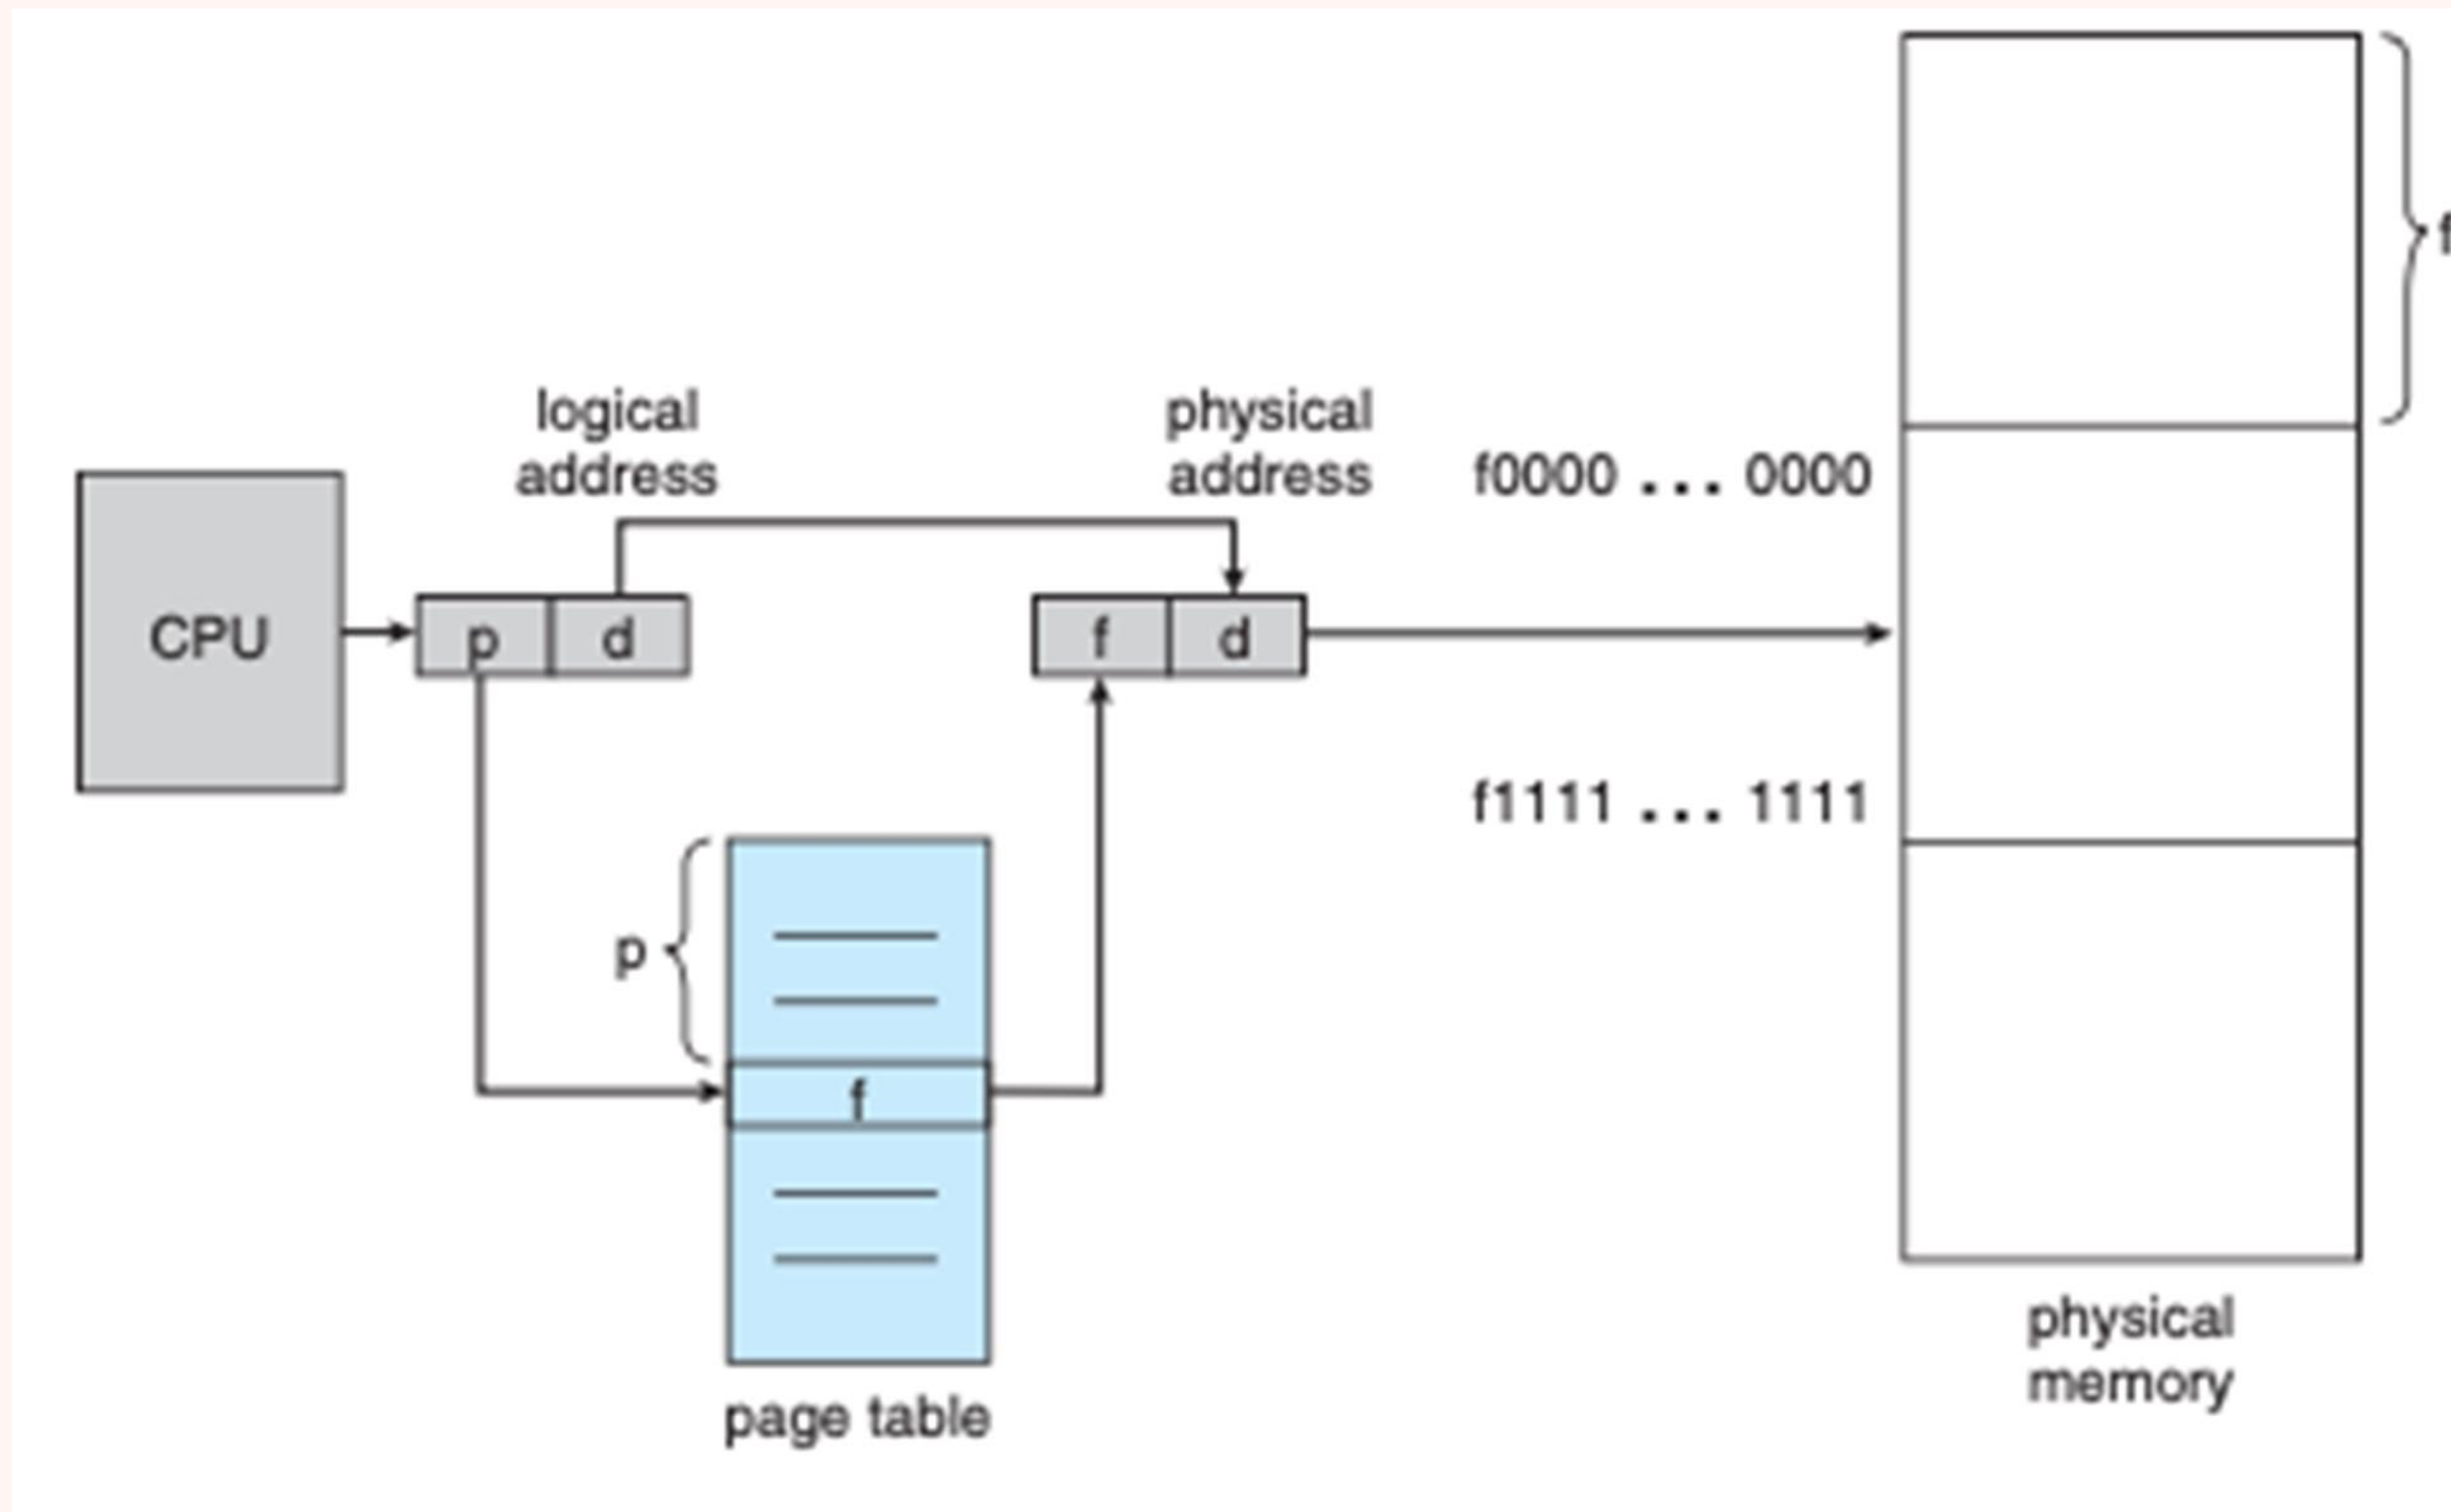 logical
address
physical
address
f0000 ... 0000
CPU
p
d
f
d
f1111 ... 1111
p
f
page table
physical
memory
f